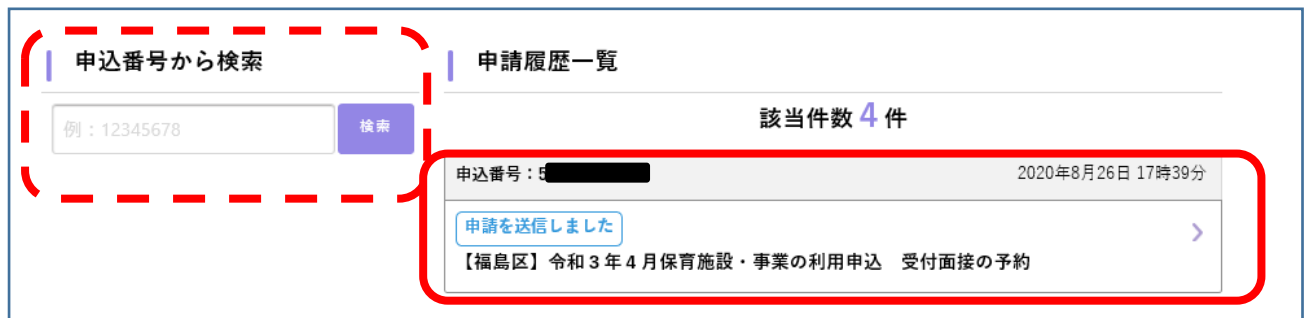 申込番号から検索
例：12345678
検索
申請履歴一覧
該当件数 4 件
申込番号：5
2020年8月26日 17時39分
申請を送信しました
【福島区】令和３年４月保育施設・事業の利用申込　受付面接の予約